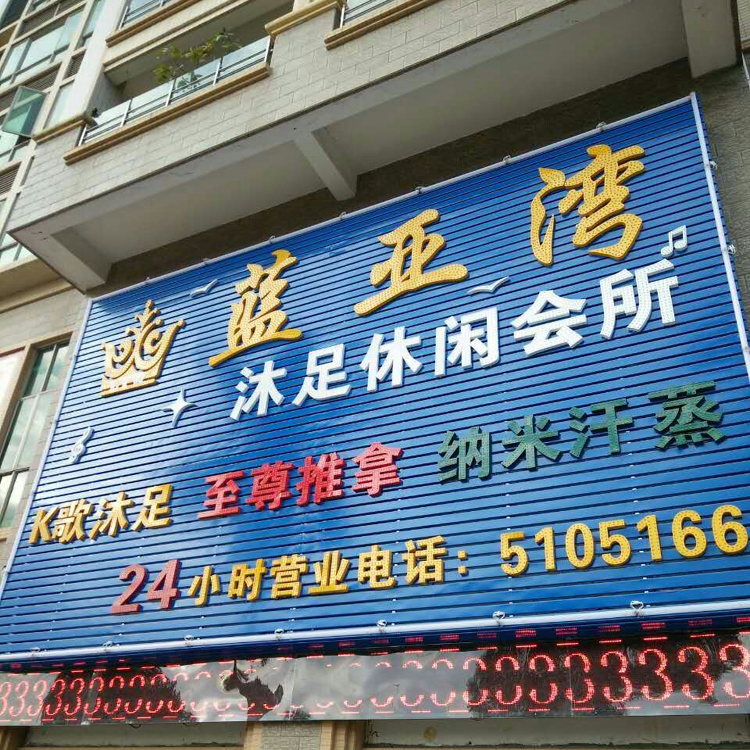 蓝亚湾
沐足休闲会所
K歌沐足 至尊推拿 纳米汗蒸
24小时营业电话：5105166